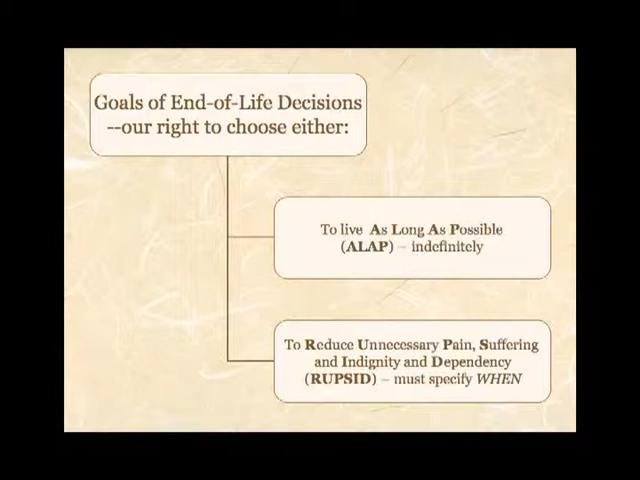 Goals of End-of-Life Decisions
--our right to choose either:
To live As Long As Possible
(ALAP) – indefinitely
To Reduce Unnecessary Pain, Suffering
and Indignity and Dependency
(RUPSID) – must specify WHEN